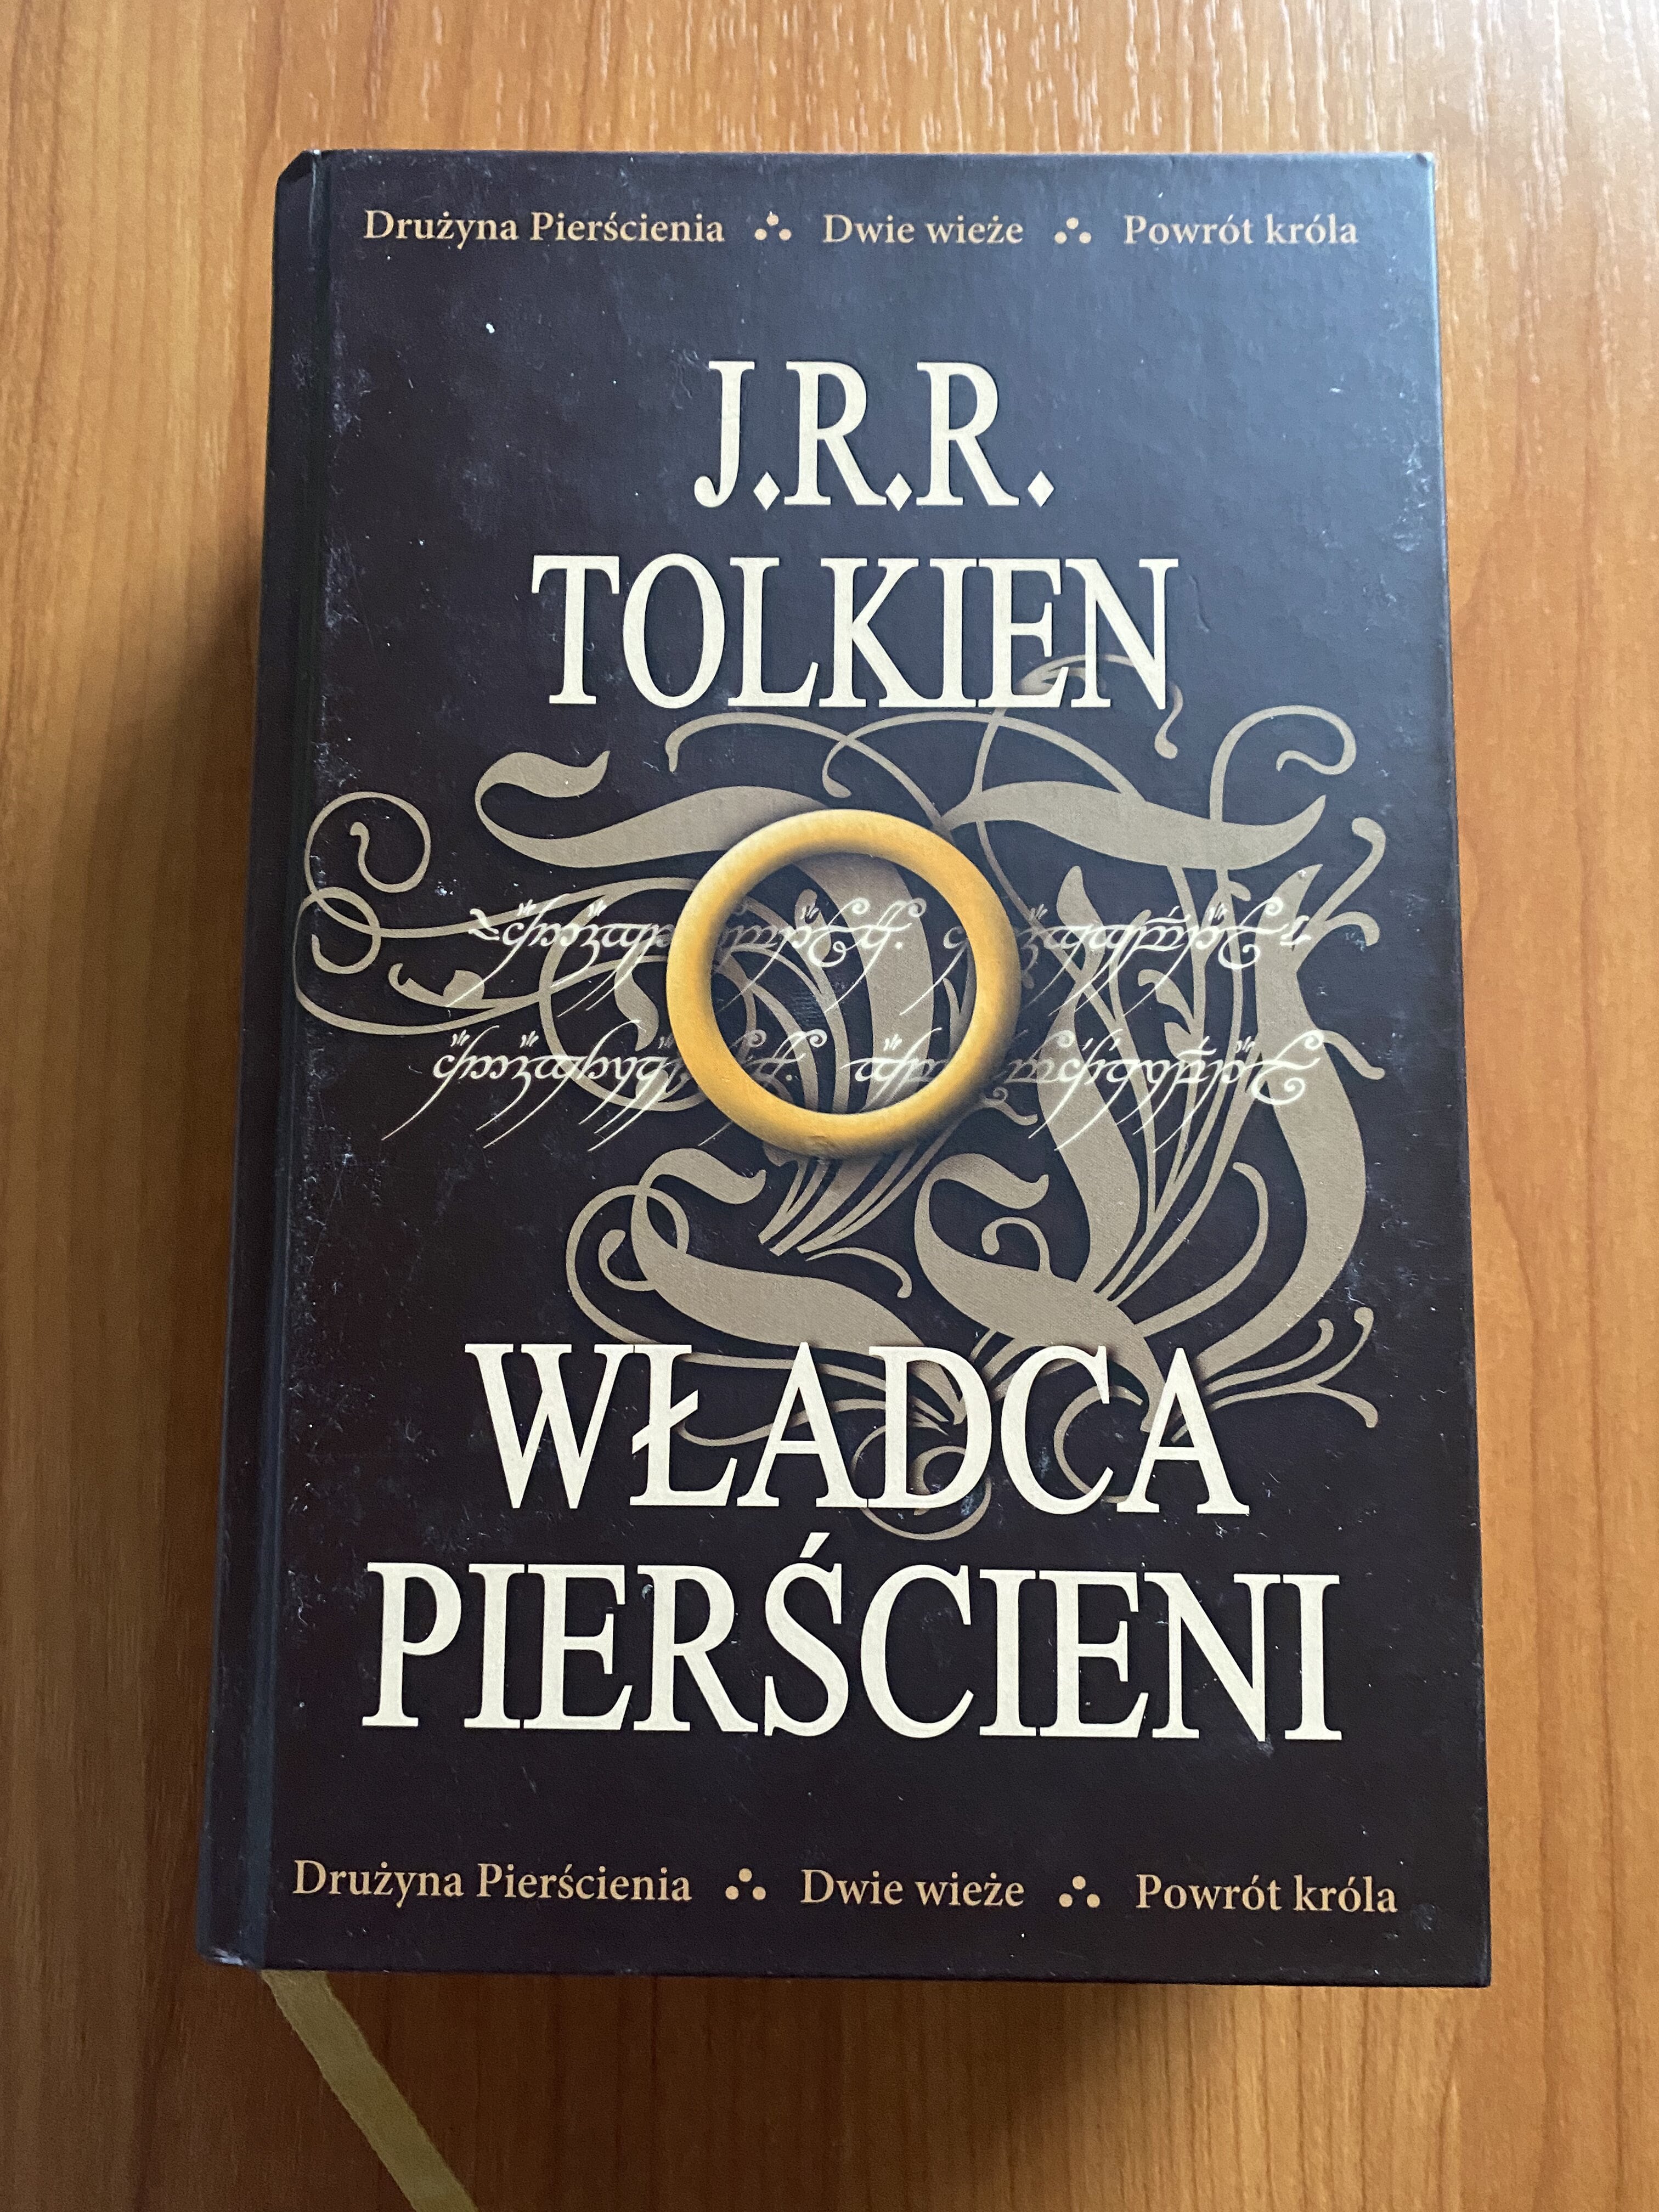 Drużyna Pierścienia ⛬ Dwie wieże ⛬ Powrót króla
J.R.R.
TOLKIEN
WŁADCA
PIERŚCIENI
Drużyna Pierścienia ⛬ Dwie wieże ⛬ Powrót króla